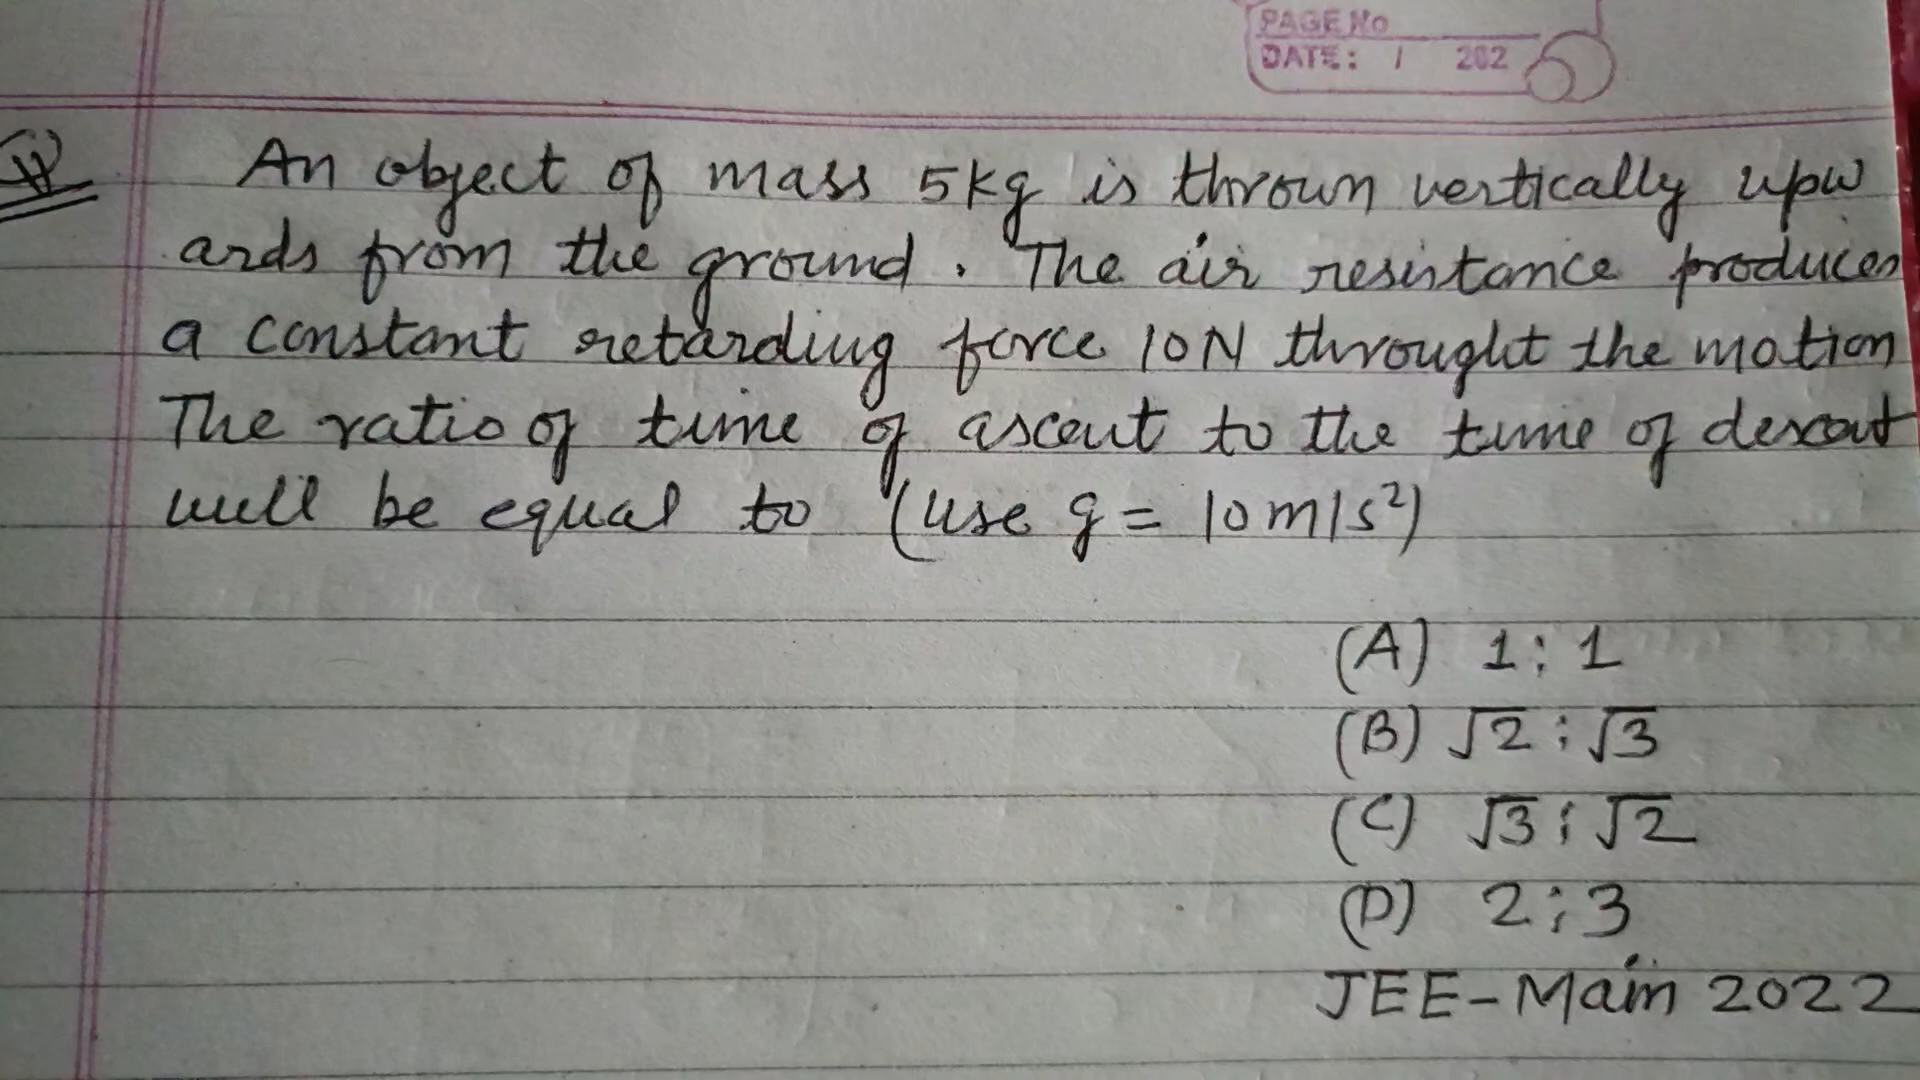 PAGE No
DATE: / 202
Q
An object of mass 5kg is thrown vertically upw
ards from the ground. The air resistance produces
a constant retarding force 10N throught the motion
The ratio of time of ascent to the time of descent
will be equal to (use g = 10m/s²)
(A) 1:1
(B) √2:√3
(C) √3:√2
(D) 2:3
JEE-Main 2022